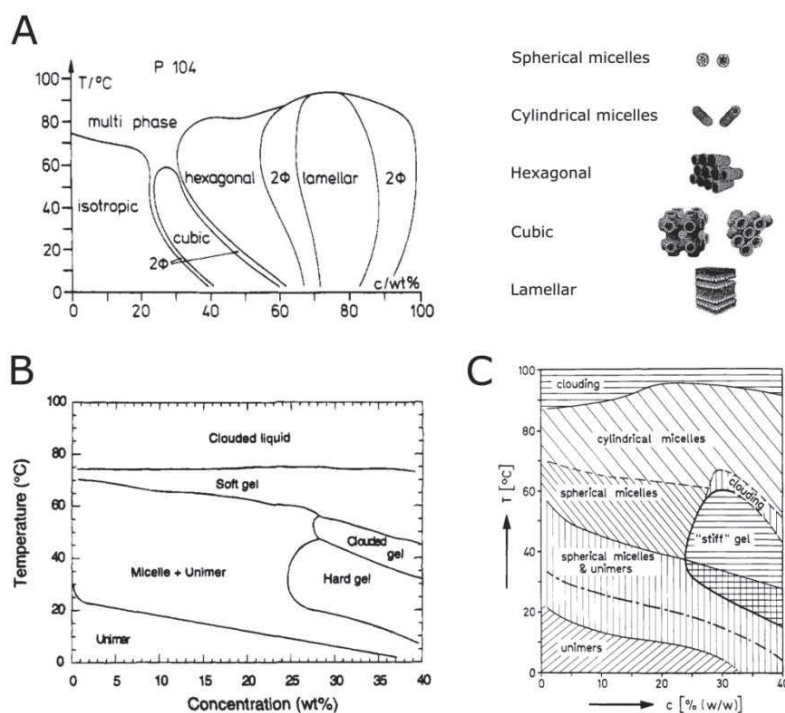 A
P 104
T/°C
100
80
60
40
20
0
multi phase
isotropic
cubic
2Φ
hexagonal
2Φ
lamellar
2Φ
c/wt%
0
20
40
60
80
100
Spherical micelles
Cylindrical micelles
Hexagonal
Cubic
Lamellar
B
Temperature (°C)
100
80
60
40
20
0
Clouded liquid
Soft gel
Clouded
gel
Micelle + Unimer
Hard gel
Unimer
0
5
10
15
20
25
30
35
40
Concentration (wt%)
C
T [°C]
100
80
60
40
20
0
clouding
cylindrical micelles
clouding
spherical micelles
"stiff" gel
spherical micelles
& unimers
unimers
0
10
20
30
40
c [% (w/w)]